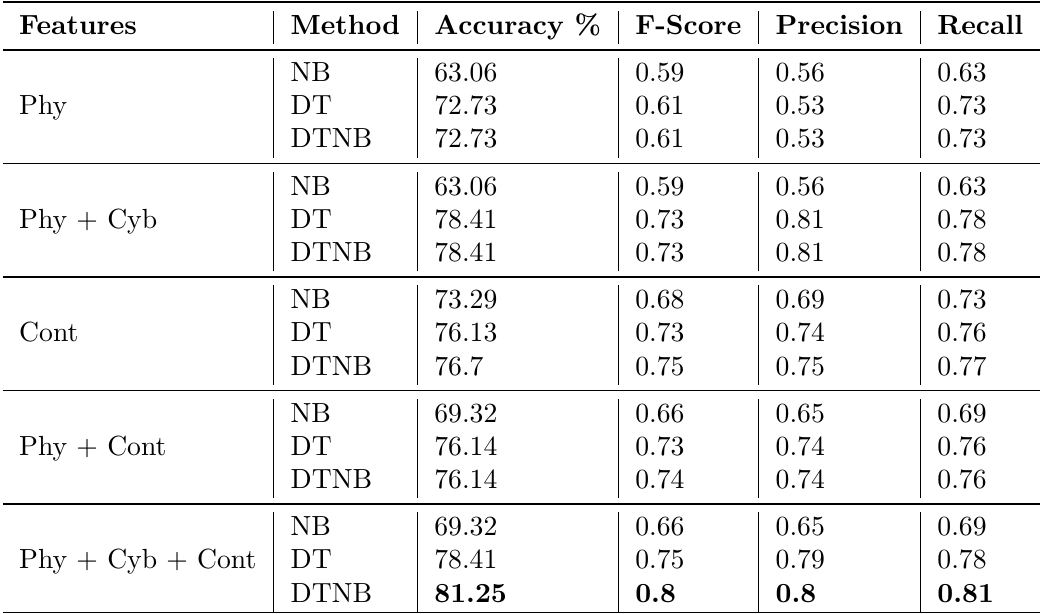 Features Method Accuracy % F-Score Precision Recall
NB 63.06 0.59 0.56 0.63
Phy DT 72.73 0.61 0.53 0.73
DTNB 72.73 0.61 0.53 0.73
NB 63.06 0.59 0.56 0.63
Phy + Cyb DT 78.41 0.73 0.81 0.78
DTNB 78.41 0.73 0.81 0.78
NB 73.29 0.68 0.69 0.73
Cont DT 76.13 0.73 0.74 0.76
DTNB 76.7 0.75 0.75 0.77
NB 69.32 0.66 0.65 0.69
Phy + Cont DT 76.14 0.73 0.74 0.76
DTNB 76.14 0.74 0.74 0.76
NB 69.32 0.66 0.65 0.69
Phy + Cyb + Cont DT 78.41 0.75 0.79 0.78
DTNB 81.25 0.8 0.8 0.81